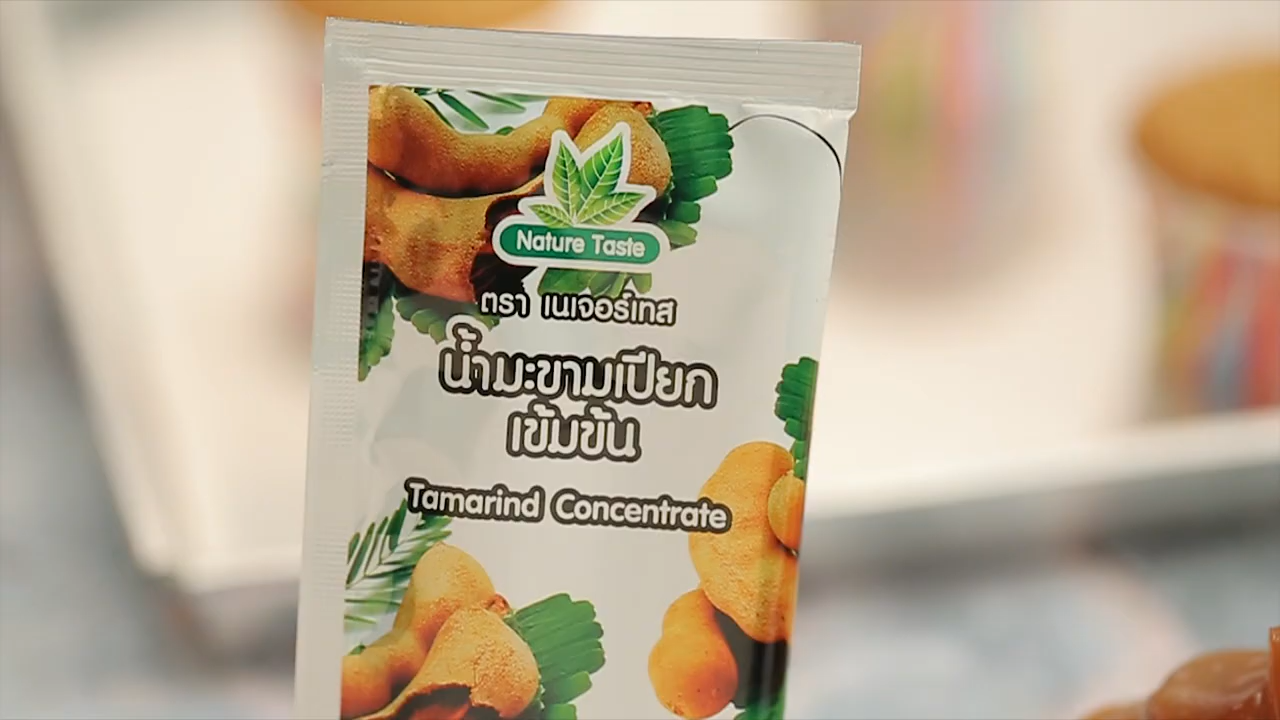 Nature Taste
ตรา เนเจอร์เทส
น้ำมะขามเปียก
เข้มข้น
Tamarind Concentrate